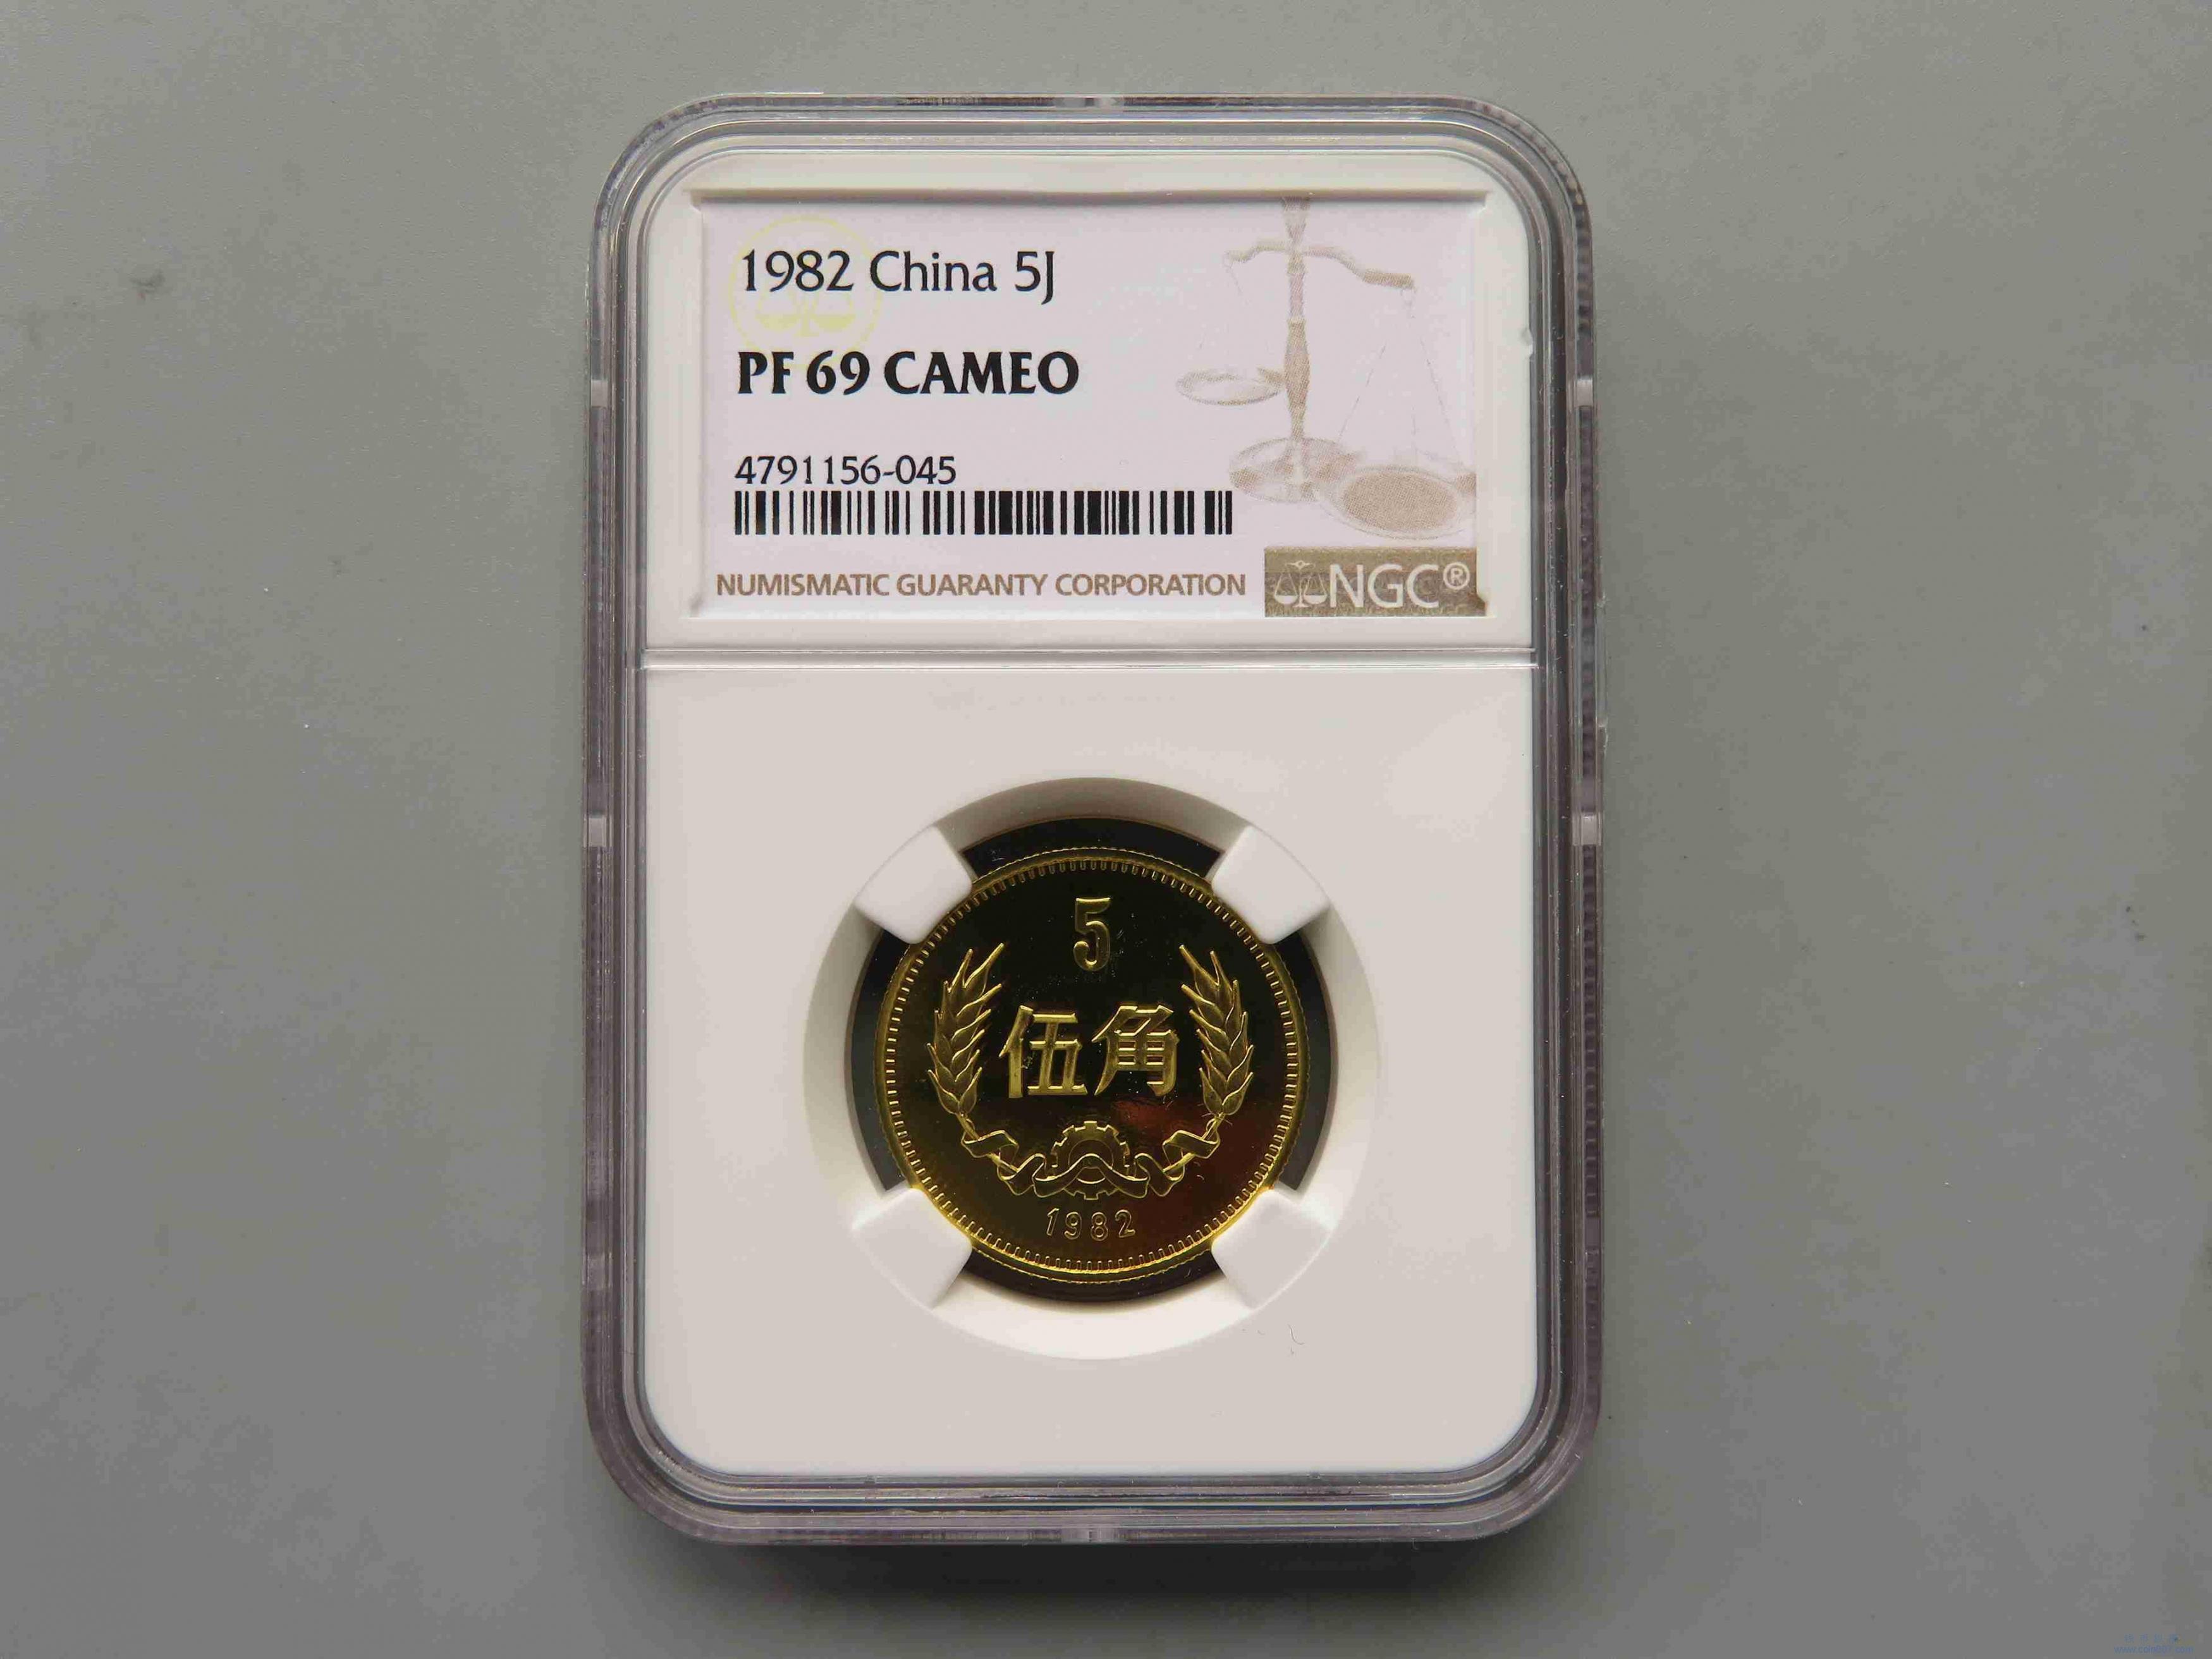 1982 China 5J
PF 69 CAMEO
4791156-045
NUMISMATIC GUARANTY CORPORATION
NGC®
5
伍角
1982